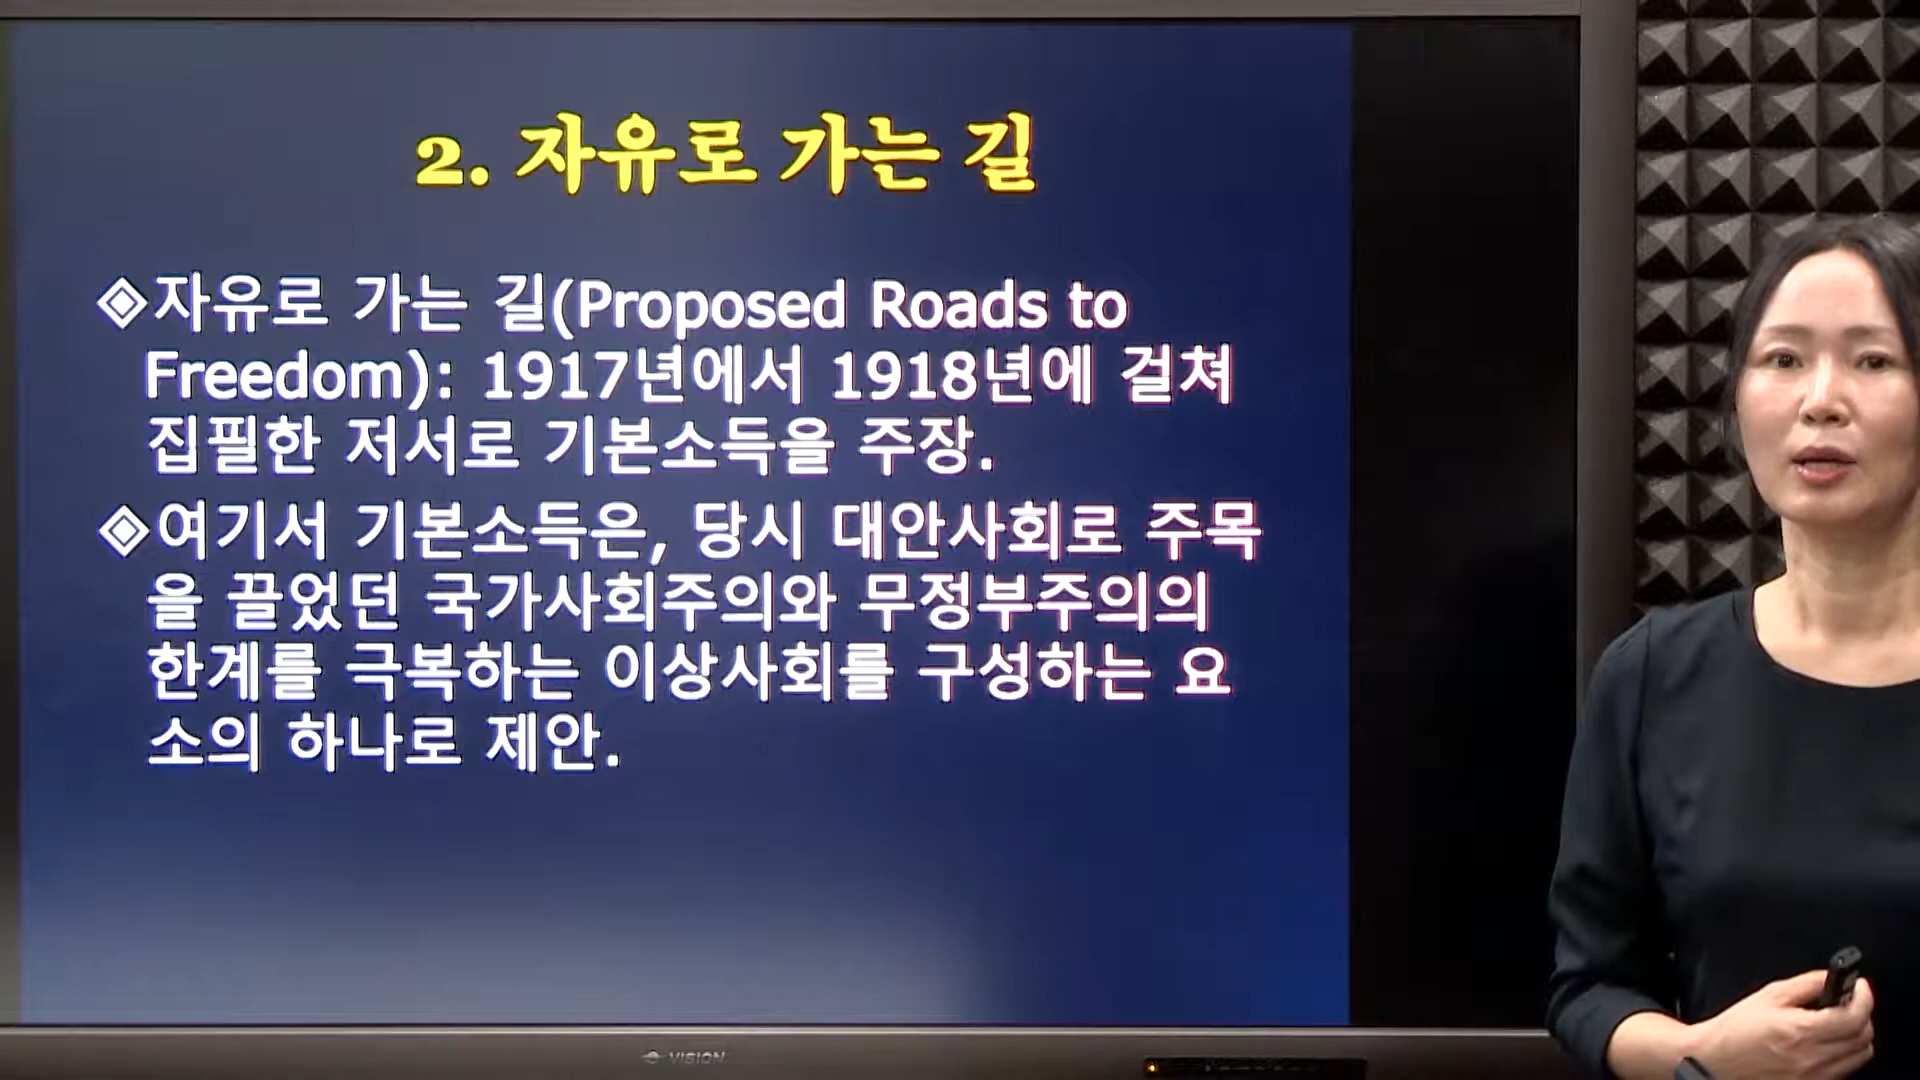 2. 자유로 가는 길
◈자유로 가는 길(Proposed Roads to
Freedom): 1917년에서 1918년에 걸쳐
집필한 저서로 기본소득을 주장.
◈여기서 기본소득은, 당시 대안사회로 주목
을 끌었던 국가사회주의와 무정부주의의
한계를 극복하는 이상사회를 구성하는 요
소의 하나로 제안.
VISION